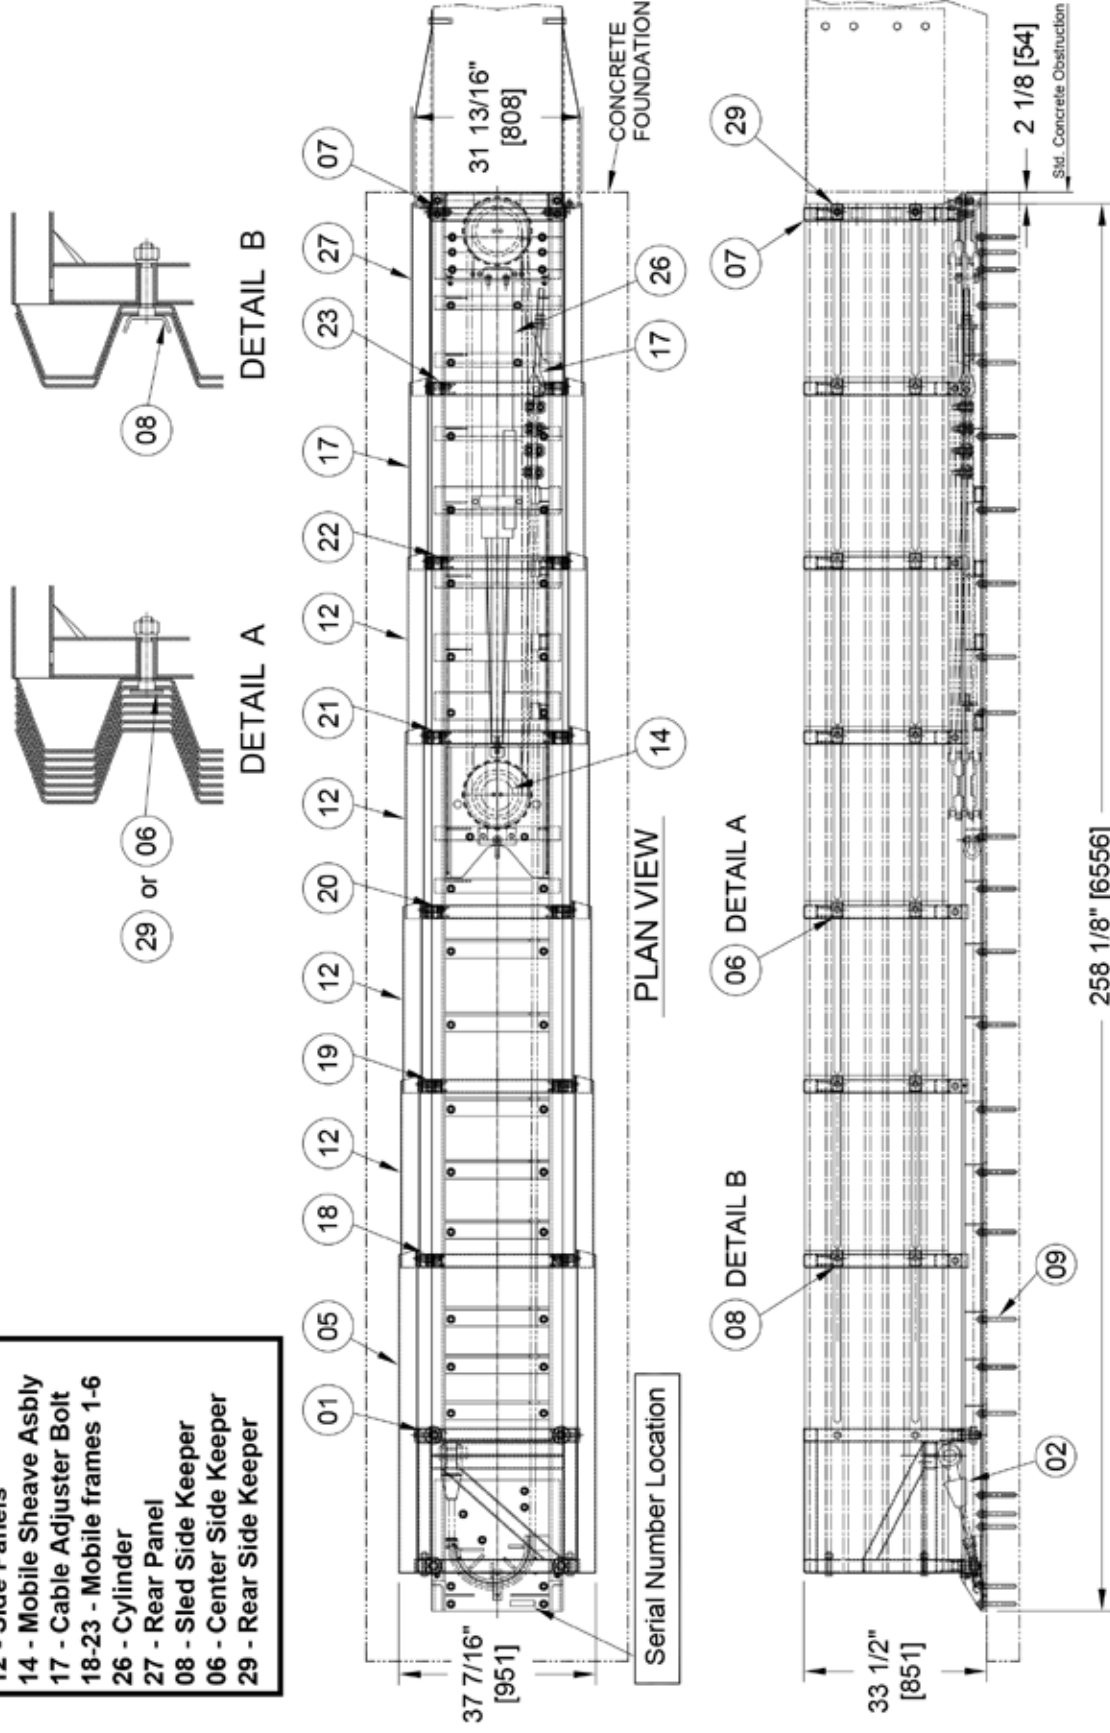 12 - Side Panels
14 - Mobile Sheave Asbly
17 - Cable Adjuster Bolt
18-23 - Mobile frames 1-6
26 - Cylinder
27 - Rear Panel
08 - Sled Side Keeper
06 - Center Side Keeper
29 - Rear Side Keeper
29 or 06
DETAIL A
08
DETAIL B
01
05
18
12
19
12
20
12
21
12
22
17
23
27
07
37 7/16"
[951]
31 13/16"
[808]
14
17
26
CONCRETE
FOUNDATION
Serial Number Location
PLAN VIEW
08 DETAIL B
06 DETAIL A
07
29
33 1/2"
[851]
02
09
2 1/8 [54]
Std. Concrete Obstruction
258 1/8" [6556]